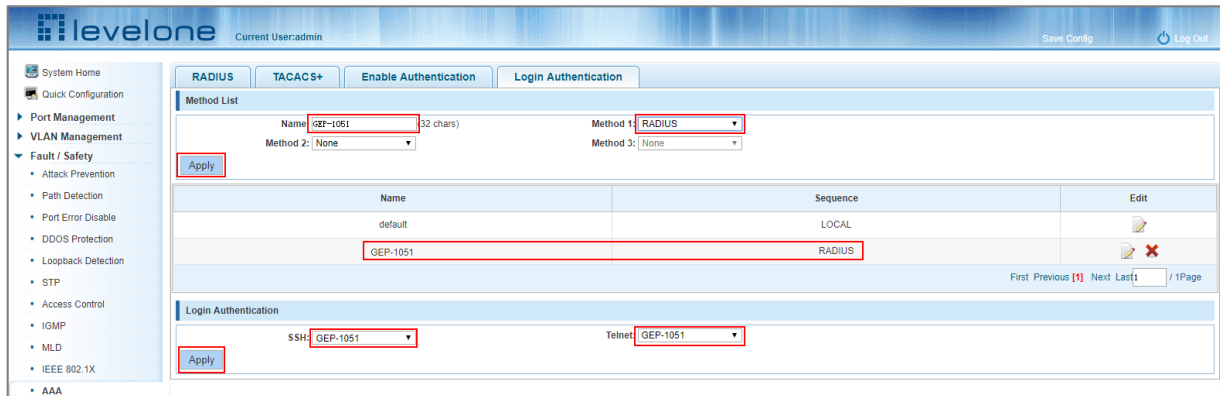 levelone
Current User:admin
Save Config
Log Out
System Home
Quick Configuration
Port Management
VLAN Management
Fault / Safety
Attack Prevention
Path Detection
Port Error Disable
DDOS Protection
Loopback Detection
STP
Access Control
IGMP
MLD
IEEE 802.1X
AAA
RADIUS
TACACS+
Enable Authentication
Login Authentication
Method List
Name GEP-1051 (32 chars)
Method 1: RADIUS
Method 2: None
Method 3: None
Apply
Name Sequence Edit
default LOCAL
GEP-1051 RADIUS
First Previous [1] Next Last 1 / 1Page
Login Authentication
SSH: GEP-1051
Telnet: GEP-1051
Apply